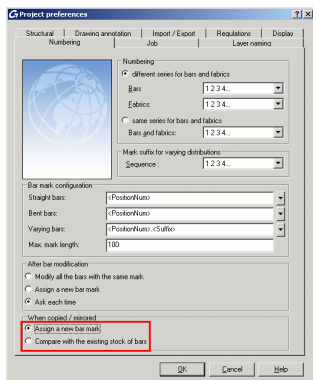 Project preferences
Structural Drawing annotation Import / Export Regulations Display
Numbering Job Layer naming
Numbering
different series for bars and fabrics
Bars 1 2 3 4...
Fabrics: 1 2 3 4...
same series for bars and fabrics
Bars and fabrics: 1 2 3 4...
Mark suffix for varying distributions
Sequence : 1 2 3 4...
Bar mark configuration
Straight bars: <PositionNum>
Bent bars: <PositionNum>
Varying bars: <PositionNum>.<Suffix>
Max. mark length: 100
After bar modification
Modify all the bars with the same mark
Assign a new bar mark
Ask each time
When copied / mirrored
Assign a new bar mark
Compare with the existing stock of bars
OK Cancel Help